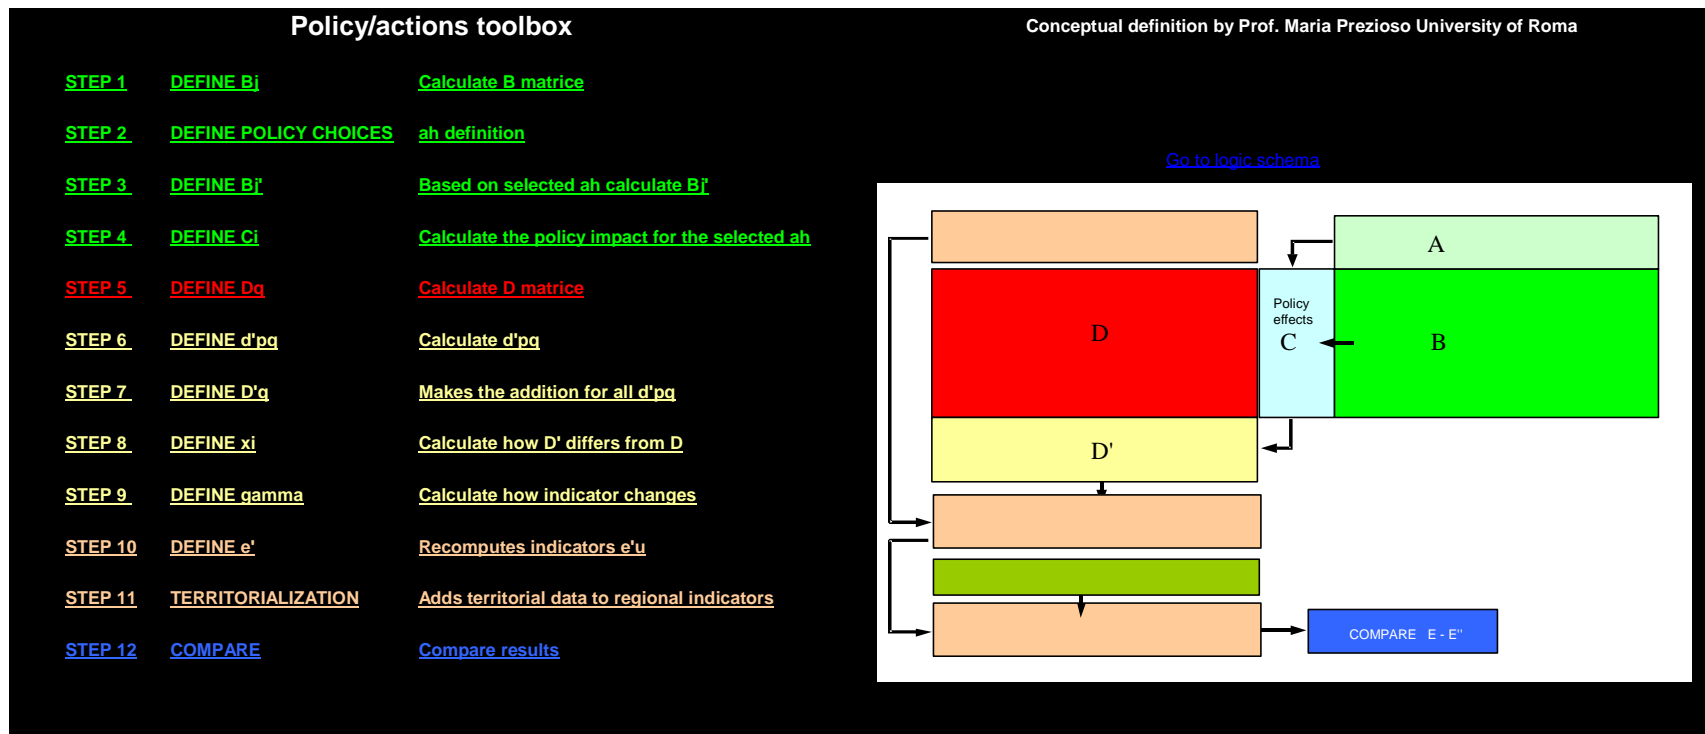 Policy/actions toolbox
Conceptual definition by Prof. Maria Prezioso University of Roma
STEP 1 DEFINE Bj Calculate B matrice
STEP 2 DEFINE POLICY CHOICES ah definition
Go to logic schema
STEP 3 DEFINE Bj' Based on selected ah calculate Bj'
STEP 4 DEFINE Ci Calculate the policy impact for the selected ah
STEP 5 DEFINE Dq Calculate D matrice
STEP 6 DEFINE d'pq Calculate d'pq
STEP 7 DEFINE D'q Makes the addition for all d'pq
STEP 8 DEFINE xi Calculate how D' differs from D
STEP 9 DEFINE gamma Calculate how indicator changes
STEP 10 DEFINE e' Recomputes indicators e'u
STEP 11 TERRITORIALIZATION Adds territorial data to regional indicators
STEP 12 COMPARE Compare results
A
D
Policy
effects
C
B
D'
COMPARE E - E"